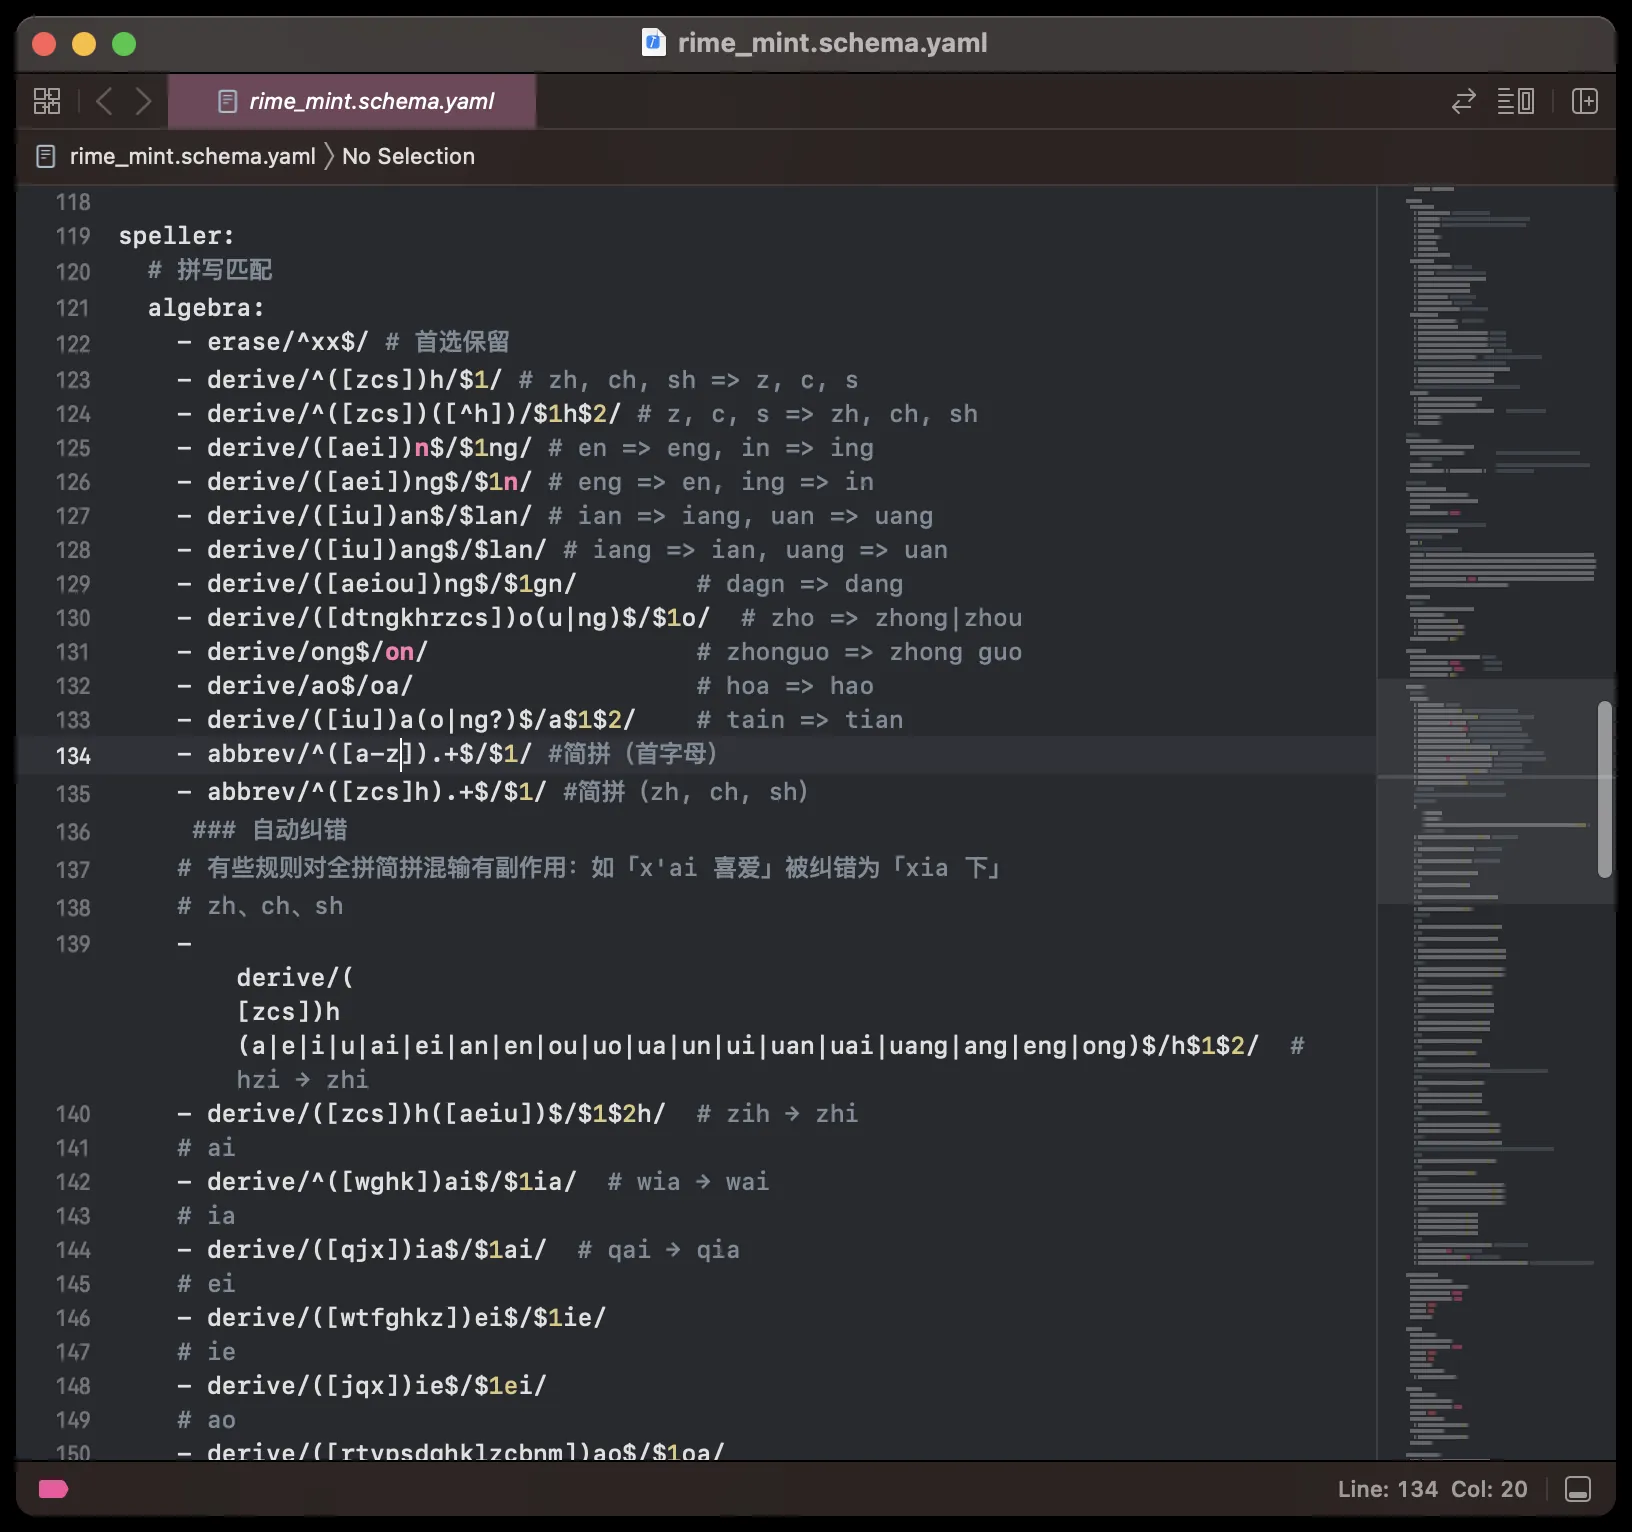 rime_mint.schema.yaml
rime_mint.schema.yaml
rime_mint.schema.yaml 〉 No Selection
118
119 speller:
120 # 拼写匹配
121 algebra:
122 - erase/^xx$/ # 首选保留
123 - derive/^([zcs])h/$1/ # zh, ch, sh => z, c, s
124 - derive/^([zcs])([^h])/$1h$2/ # z, c, s => zh, ch, sh
125 - derive/([aei])n$/$1ng/ # en => eng, in => ing
126 - derive/([aei])ng$/$1n/ # eng => en, ing => in
127 - derive/([iu])an$/$lan/ # ian => iang, uan => uang
128 - derive/([iu])ang$/$lan/ # iang => ian, uang => uan
129 - derive/([aeiou])ng$/$1gn/ # dagn => dang
130 - derive/([dtngkhrzcs])o(u|ng)$/$1o/ # zho => zhong|zhou
131 - derive/ong$/on/ # zhonguo => zhong guo
132 - derive/ao$/oa/ # hoa => hao
133 - derive/([iu])a(o|ng?)$/a$1$2/ # tain => tian
134 - abbrev/^([a-z]).+$/$1/ #简拼（首字母）
135 - abbrev/^([zcs]h).+$/$1/ #简拼（zh, ch, sh）
136 ### 自动纠错
137 # 有些规则对全拼简拼混输有副作用：如「x'ai 喜爱」被纠错为「xia 下」
138 # zh、ch、sh
139 -
derive/(
[zcs])h
(a|e|i|u|ai|ei|an|en|ou|uo|ua|un|ui|uan|uai|uang|ang|eng|ong)$/h$1$2/ #
hzi → zhi
140 - derive/([zcs])h([aeiu])$/$1$2h/ # zih → zhi
141 # ai
142 - derive/^([wghk])ai$/$1ia/ # wia → wai
143 # ia
144 - derive/([qjx])ia$/$1ai/ # qai → qia
145 # ei
146 - derive/([wtfghkz])ei$/$1ie/
147 # ie
148 - derive/([jqx])ie$/$1ei/
149 # ao
150 - derive/([rtypsdghklzcbnm])ao$/$1oa/
Line: 134 Col: 20